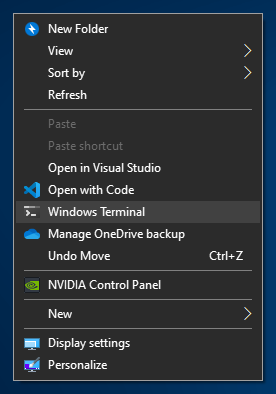 New Folder
View
Sort by
Refresh
Paste
Paste shortcut
Open in Visual Studio
Open with Code
Windows Terminal
Manage OneDrive backup
Undo Move Ctrl+Z
NVIDIA Control Panel
New
Display settings
Personalize